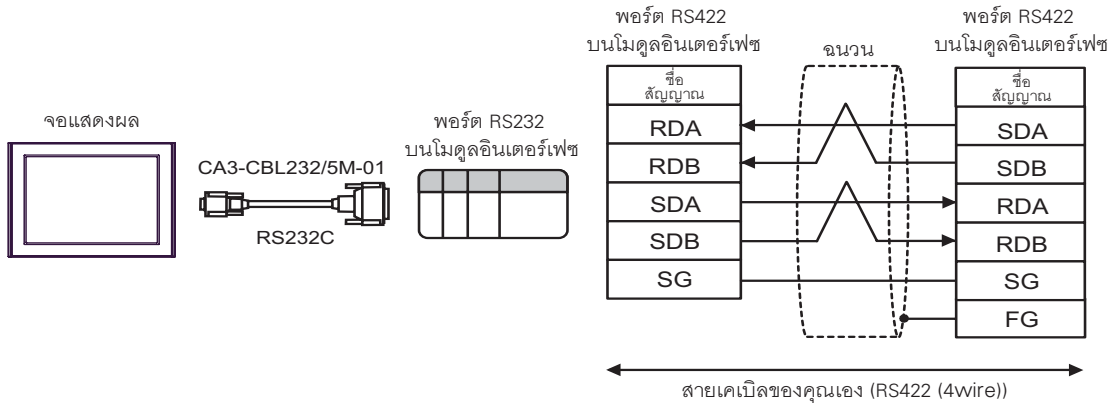 จอแสดงผล
CA3-CBL232/5M-01
RS232C
พอร์ต RS232
บนโมดูลอินเตอร์เฟซ
พอร์ต RS422
บนโมดูลอินเตอร์เฟซ
ชื่อ
สัญญาณ
RDA
RDB
SDA
SDB
SG
ฉนวน
พอร์ต RS422
บนโมดูลอินเตอร์เฟซ
ชื่อ
สัญญาณ
SDA
SDB
RDA
RDB
SG
FG
สายเคเบิลของคุณเอง (RS422 (4wire))